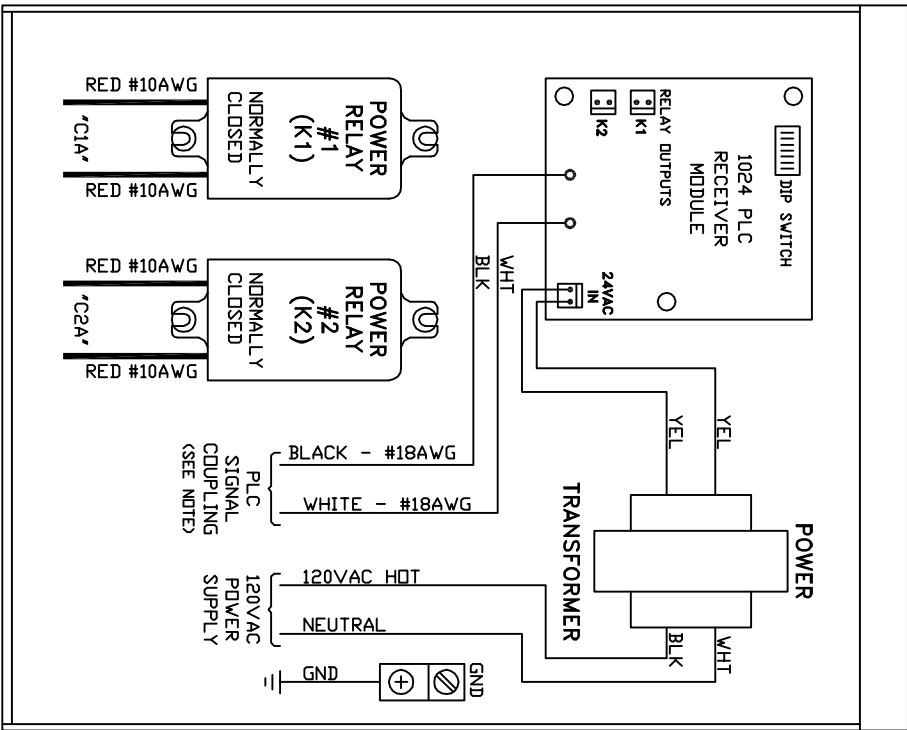 RED #10AWG
"C1A"
RED #10AWG
POWER
RELAY
#1
(K1)
NORMALLY
CLOSED
RED #10AWG
"C2A"
RED #10AWG
POWER
RELAY
#2
(K2)
NORMALLY
CLOSED
K2
K1
RELAY OUTPUTS
1024 PLC
RECEIVER
MODULE
DIP SWITCH
24VAC
IN
BLK
WHT
YEL
YEL
BLACK - #18AWG
WHITE - #18AWG
PLC
SIGNAL
COUPLING
(SEE NOTE)
POWER
TRANSFORMER
BLK
WHT
120VAC HOT
NEUTRAL
120VAC
POWER
SUPPLY
GND
GND